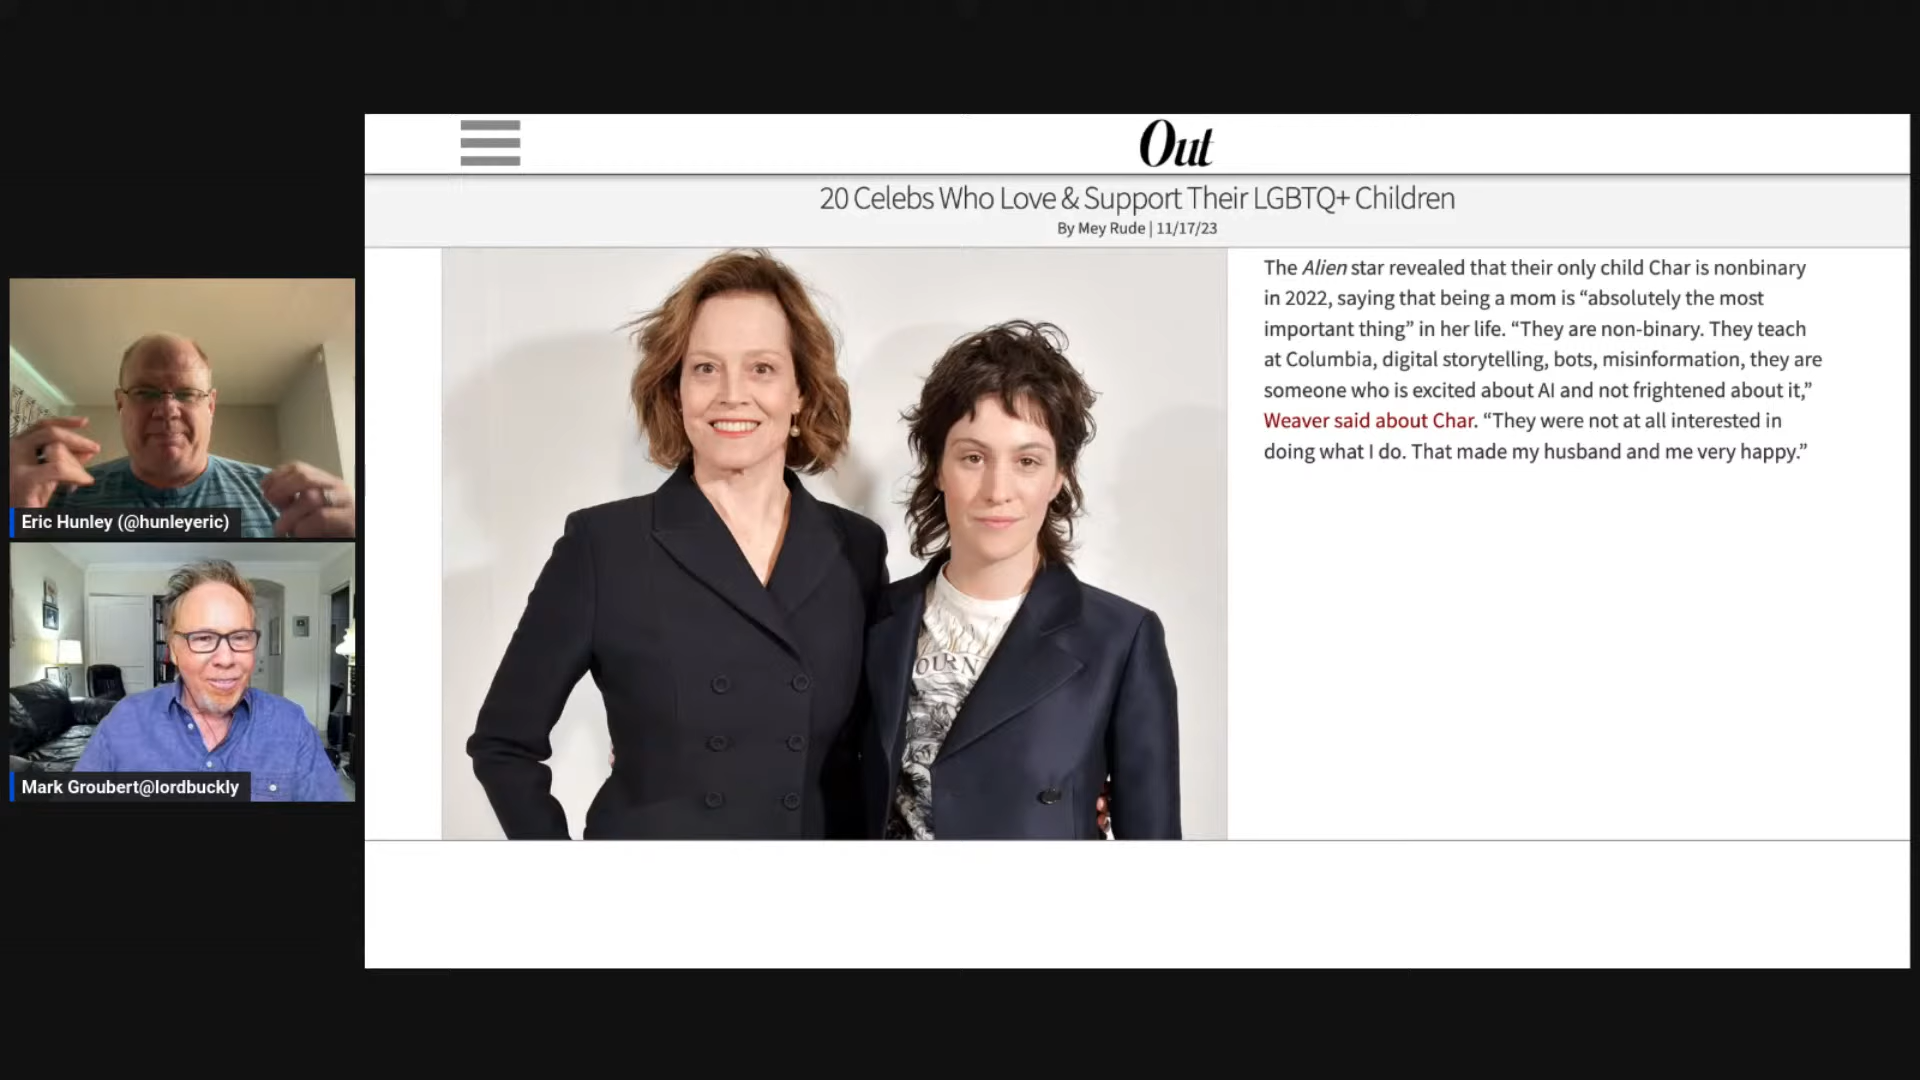 Out
20 Celebs Who Love & Support Their LGBTQ+ Children
By Mey Rude | 11/17/23
The Alien star revealed that their only child Char is nonbinary
in 2022, saying that being a mom is “absolutely the most
important thing” in her life. “They are non-binary. They teach
at Columbia, digital storytelling, bots, misinformation, they are
someone who is excited about AI and not frightened about it,”
Weaver said about Char. “They were not at all interested in
doing what I do. That made my husband and me very happy.”
OURN
Eric Hunley (@hunleyeric)
Mark Groubert@lordbuckly